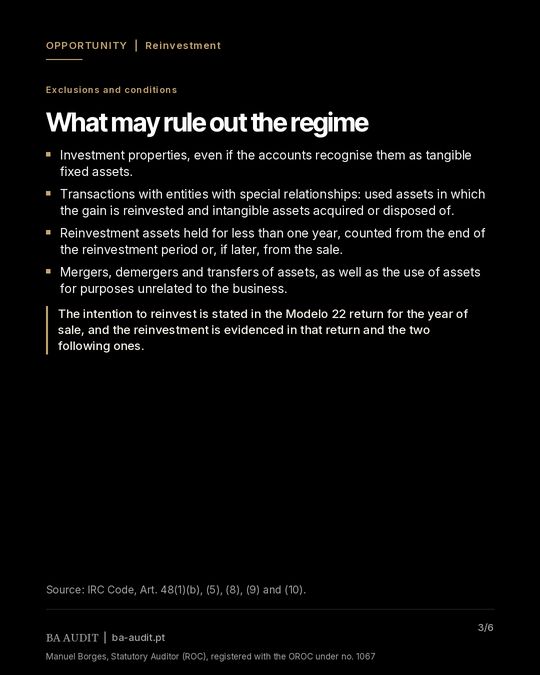 OPPORTUNITY | Reinvestment
Exclusions and conditions
What may rule out the regime
Investment properties, even if the accounts recognise them as tangible
fixed assets.
Transactions with entities with special relationships: used assets in which
the gain is reinvested and intangible assets acquired or disposed of.
Reinvestment assets held for less than one year, counted from the end of
the reinvestment period or, if later, from the sale.
Mergers, demergers and transfers of assets, as well as the use of assets
for purposes unrelated to the business.
The intention to reinvest is stated in the Modelo 22 return for the year of
sale, and the reinvestment is evidenced in that return and the two
following ones.
Source: IRC Code, Art. 48(1)(b), (5), (8), (9) and (10).
3/6
BA AUDIT | ba-audit.pt
Manuel Borges, Statutory Auditor (ROC), registered with the OROC under no. 1067